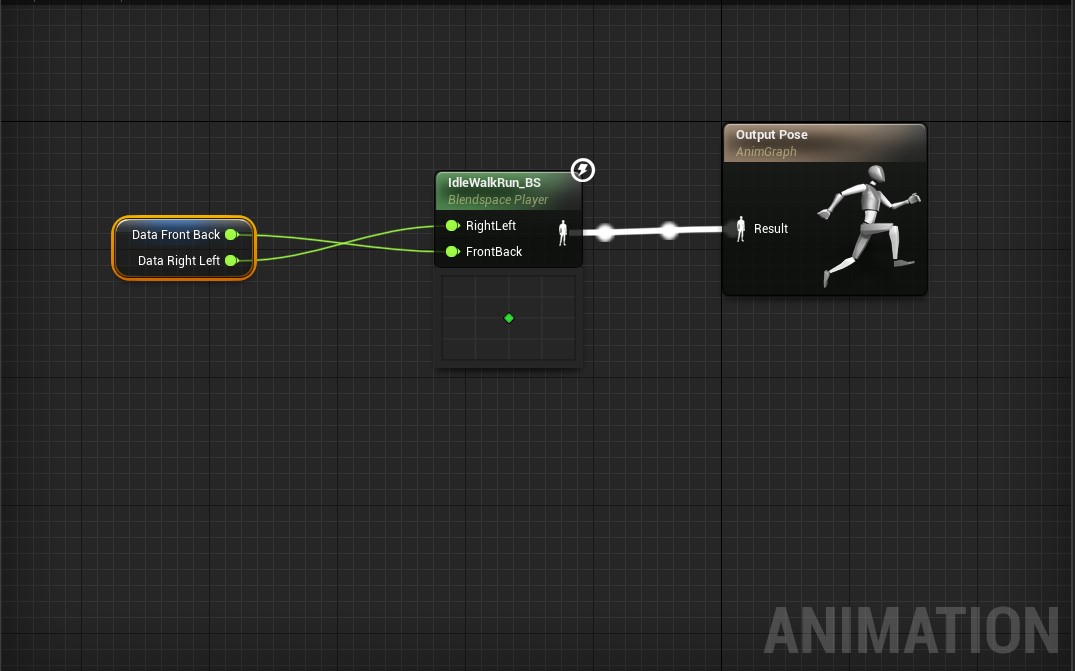 Data Front Back
Data Right Left
IdleWalkRun_BS
Blendspace Player
RightLeft
FrontBack
Output Pose
AnimGraph
Result
ANIMATION